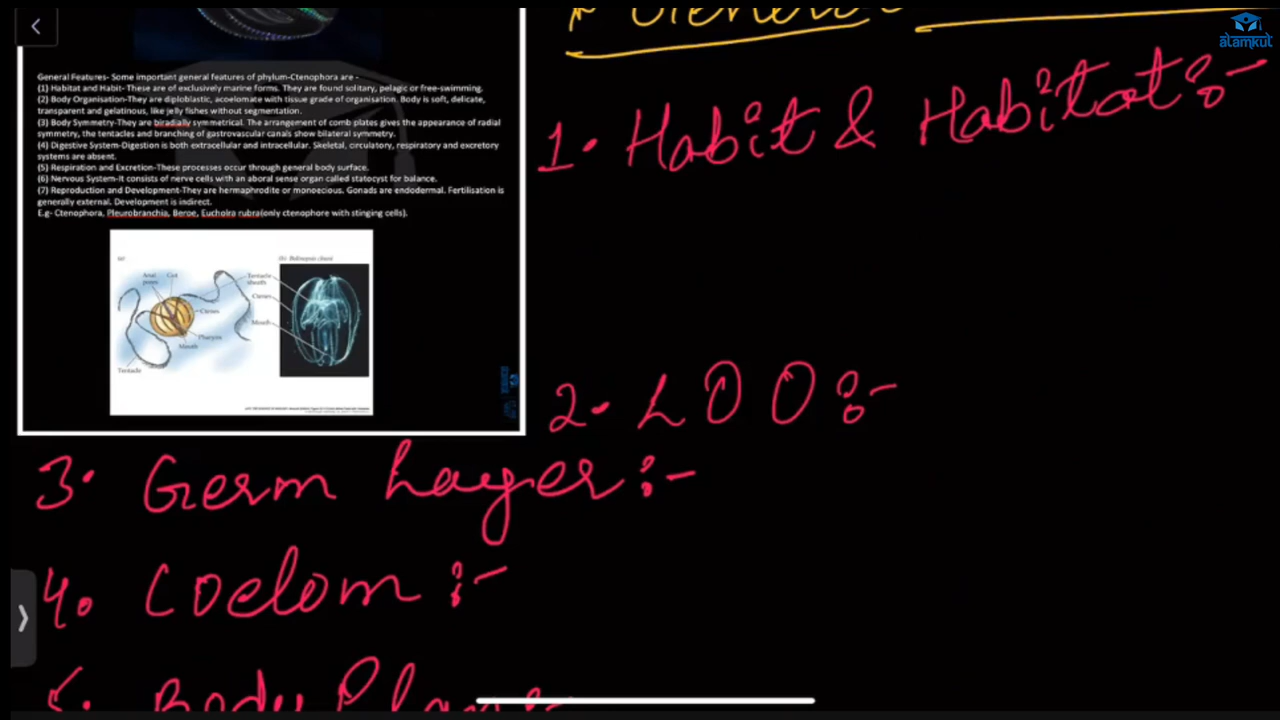 alamkut
General Features- Some important general features of phylum-Ctenophora are -
(1) Habitat and Habit- These are of exclusively marine forms. They are found solitary, pelagic or free-swimming.
(2) Body Organisation-They are diploblastic, acoelomate with tissue grade of organisation. Body is soft, delicate,
transparent and gelatinous, like jelly fishes without segmentation.
(3) Body Symmetry-They are biradially symmetrical. The arrangement of comb plates gives the appearance of radial
symmetry, the tentacles and branching of gastrovascular canals show bilateral symmetry.
(4) Digestive System-Digestion is both extracellular and intracellular. Skeletal, circulatory, respiratory and excretory
systems are absent.
(5) Respiration and Excretion-These processes occur through general body surface.
(6) Nervous System-It consists of nerve cells with an aboral sense organ called statocyst for balance.
(7) Reproduction and Development-They are hermaphrodite or monoecious. Gonads are endodermal. Fertilisation is
generally external. Development is indirect.
E.g- Ctenophora, Pleurobranchia, Beroe, Eucholra rubra(only ctenophore with stinging cells).
(a)
Anal pores
Gut
Tentacle sheath
Ctenes
Ctenes
Mouth
Pharynx
Mouth
Tentacle
1. Habit & Habitat :-
2. LOO :-
3. Germ Layer :-
4. Coelom :-